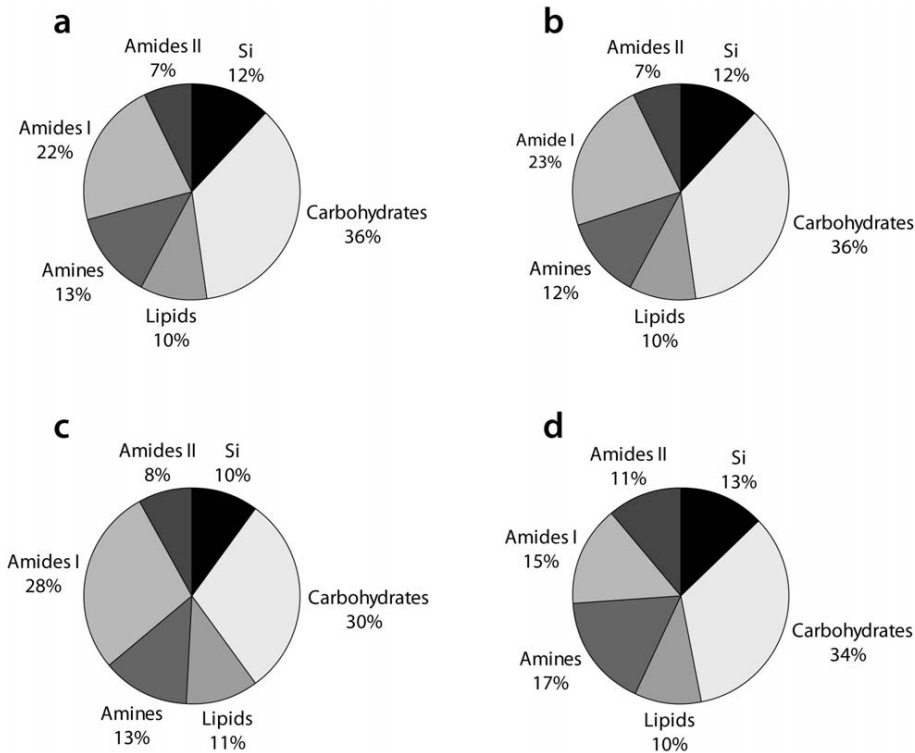 a
Amides II
7%
Si
12%
Amides I
22%
Carbohydrates
36%
Amines
13%
Lipids
10%
b
Amides II
7%
Si
12%
Amide I
23%
Carbohydrates
36%
Amines
12%
Lipids
10%
c
Amides II
8%
Si
10%
Amides I
28%
Carbohydrates
30%
Amines
13%
Lipids
11%
d
Amides II
11%
Si
13%
Amides I
15%
Carbohydrates
34%
Amines
17%
Lipids
10%